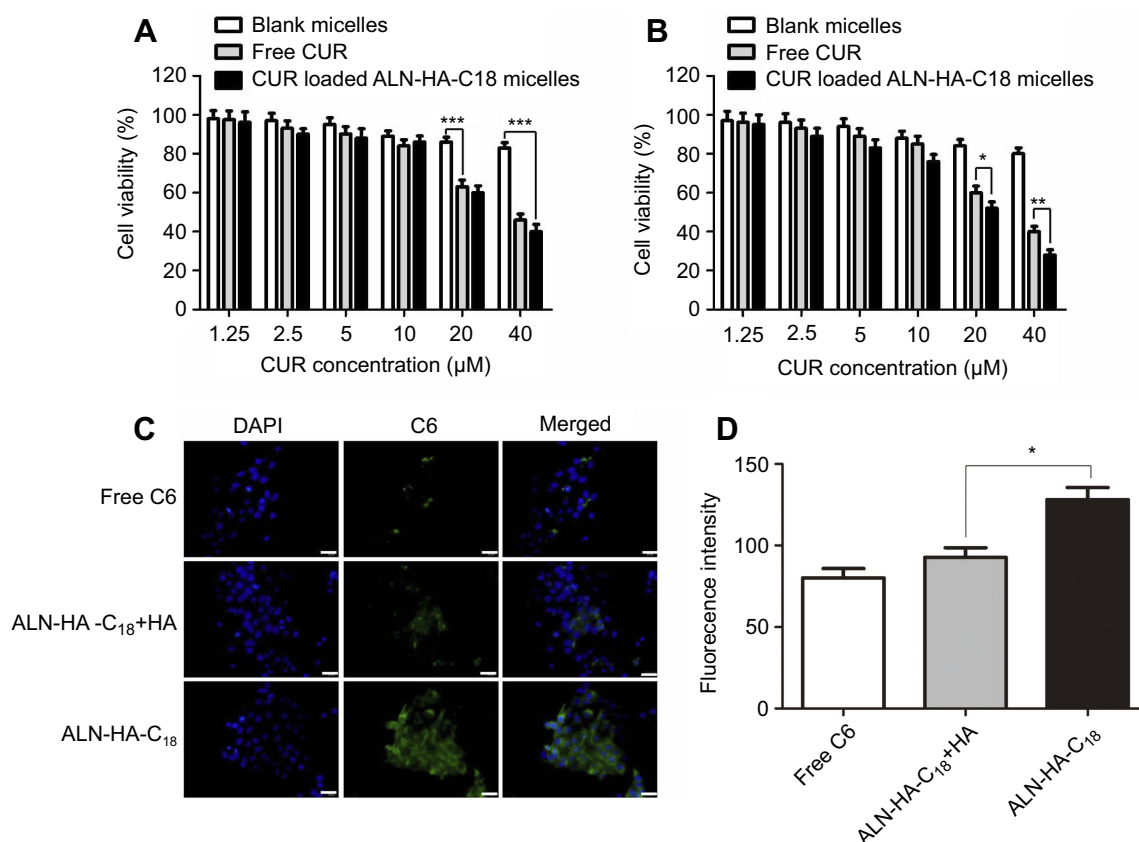 A
Blank micelles
Free CUR
CUR loaded ALN-HA-C18 micelles
120
100
80
60
40
20
0
Cell viability (%)
***
***
1.25 2.5 5 10 20 40
CUR concentration (µM)
B
Blank micelles
Free CUR
CUR loaded ALN-HA-C18 micelles
120
100
80
60
40
20
0
Cell viability (%)
*
**
1.25 2.5 5 10 20 40
CUR concentration (µM)
C
DAPI C6 Merged
Free C6
ALN-HA -C₁₈+HA
ALN-HA-C₁₈
D
150
100
50
0
Fluorecence intensity
*
Free C6
ALN-HA-C₁₈+HA
ALN-HA-C₁₈